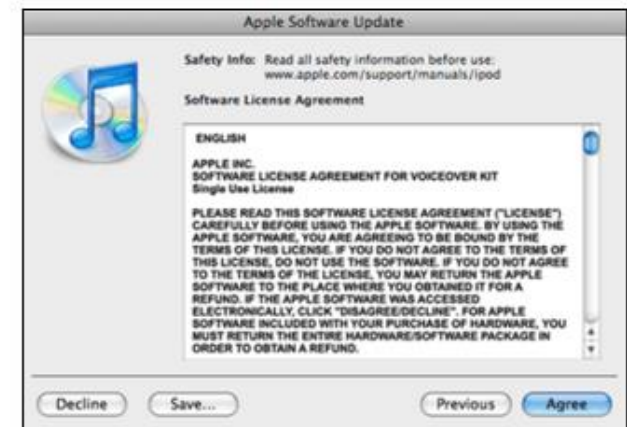 Apple Software Update
Safety Info: Read all safety information before use:
www.apple.com/support/manuals/ipod
Software License Agreement
ENGLISH
APPLE INC.
SOFTWARE LICENSE AGREEMENT FOR VOICEOVER KIT
Single Use License
PLEASE READ THIS SOFTWARE LICENSE AGREEMENT ("LICENSE")
CAREFULLY BEFORE USING THE APPLE SOFTWARE. BY USING THE
APPLE SOFTWARE, YOU ARE AGREEING TO BE BOUND BY THE
TERMS OF THIS LICENSE. IF YOU DO NOT AGREE TO THE TERMS OF
THIS LICENSE, DO NOT USE THE SOFTWARE. IF YOU DO NOT AGREE
TO THE TERMS OF THE LICENSE, YOU MAY RETURN THE APPLE
SOFTWARE TO THE PLACE WHERE YOU OBTAINED IT FOR A
REFUND. IF THE APPLE SOFTWARE WAS ACCESSED
ELECTRONICALLY, CLICK "DISAGREE/DECLINE". FOR APPLE
SOFTWARE INCLUDED WITH YOUR PURCHASE OF HARDWARE, YOU
MUST RETURN THE ENTIRE HARDWARE/SOFTWARE PACKAGE IN
ORDER TO OBTAIN A REFUND.
Decline Save... Previous Agree